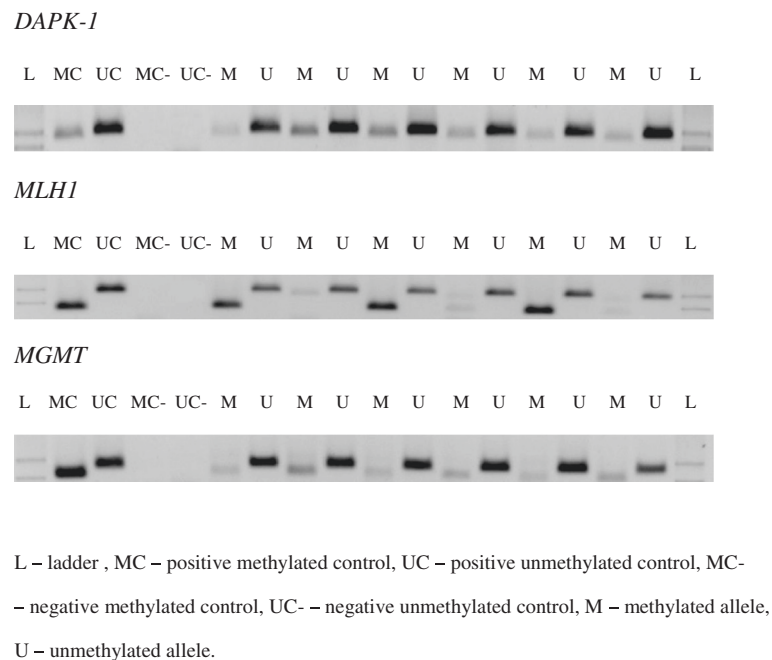 DAPK-1
L MC UC MC- UC- M U M U M U M U M U M U L
MLH1
L MC UC MC- UC- M U M U M U M U M U M U L
MGMT
L MC UC MC- UC- M U M U M U M U M U M U L
L – ladder , MC – positive methylated control, UC – positive unmethylated control, MC-
– negative methylated control, UC- – negative unmethylated control, M – methylated allele,
U – unmethylated allele.